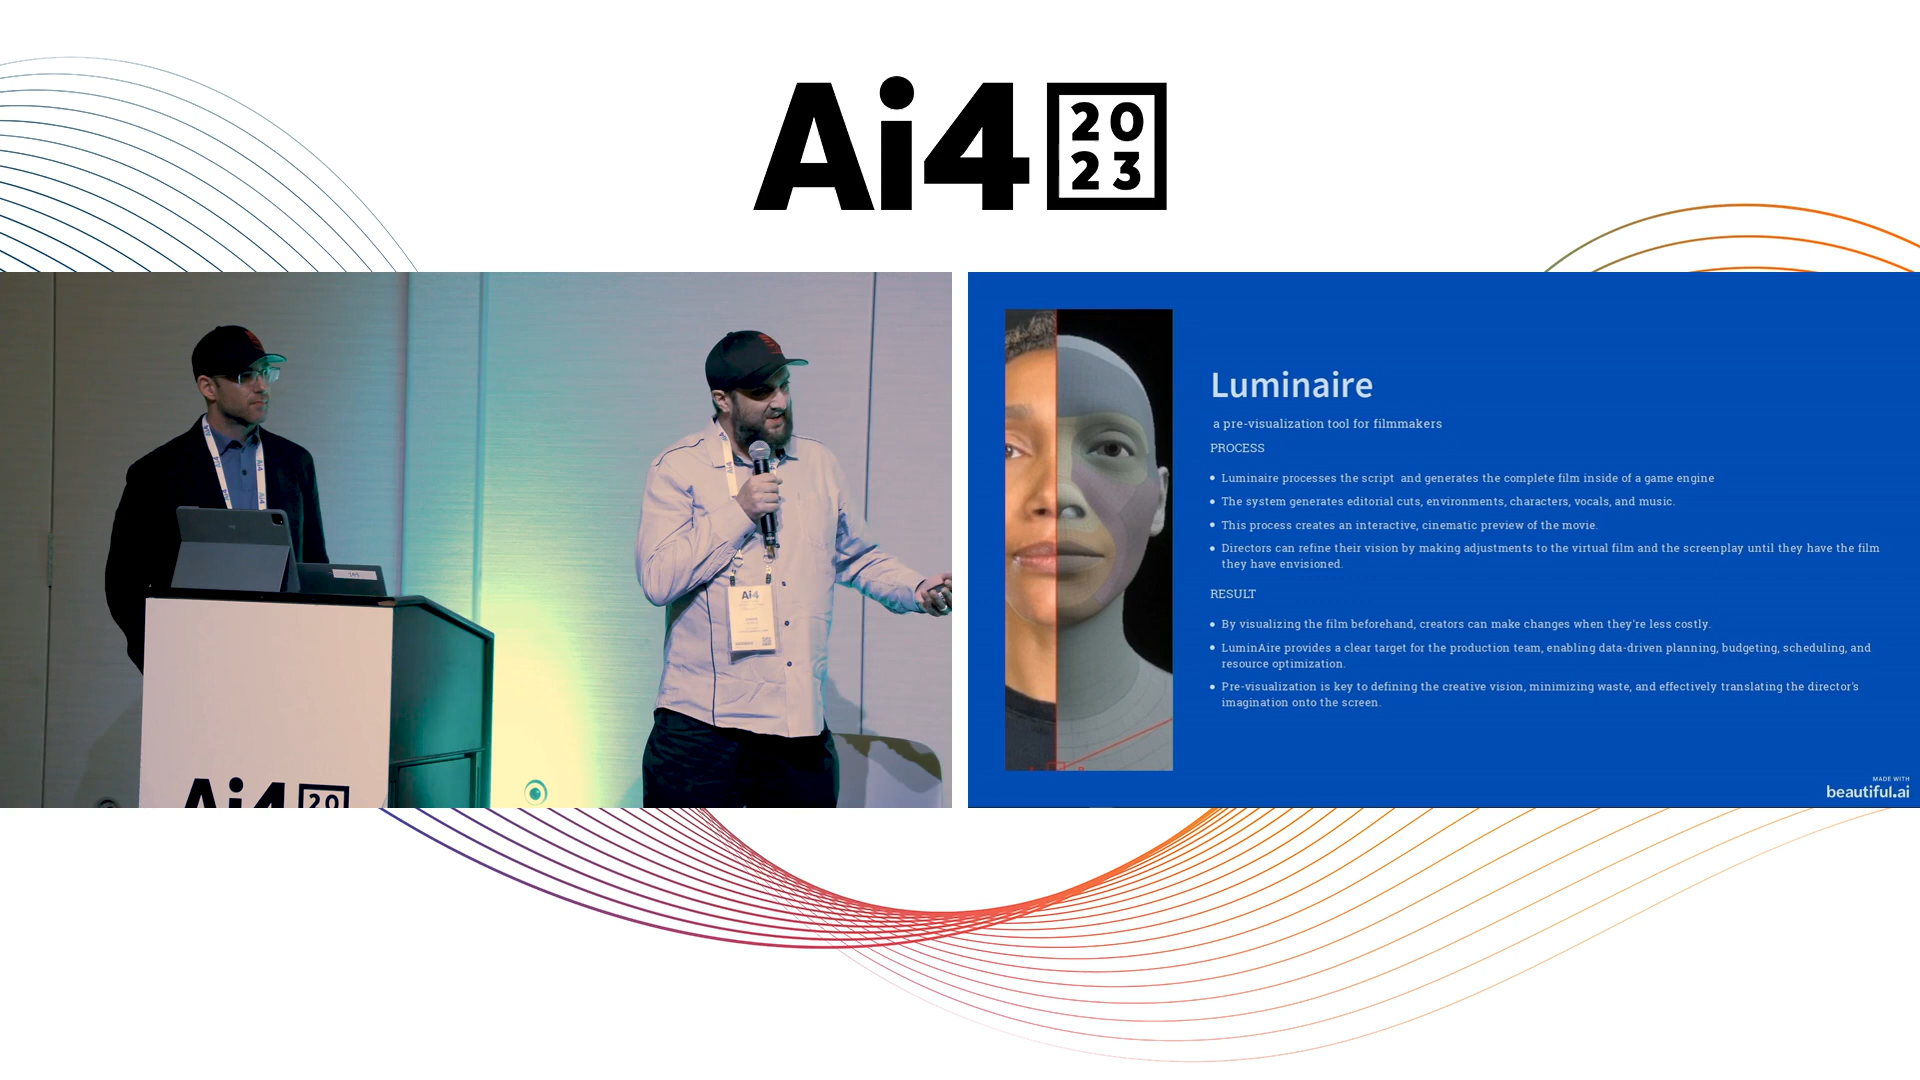 Ai4 20
23
Ai4
Ai4
Ai4
Ai4 20
Luminaire
a pre-visualization tool for filmmakers
PROCESS
• Luminaire processes the script and generates the complete film inside of a game engine
• The system generates editorial cuts, environments, characters, vocals, and music.
• This process creates an interactive, cinematic preview of the movie.
• Directors can refine their vision by making adjustments to the virtual film and the screenplay until they have the film
they have envisioned.
RESULT
• By visualizing the film beforehand, creators can make changes when they're less costly.
• LuminAire provides a clear target for the production team, enabling data-driven planning, budgeting, scheduling, and
resource optimization.
• Pre-visualization is key to defining the creative vision, minimizing waste, and effectively translating the director's
imagination onto the screen.
MADE WITH
beautiful.ai